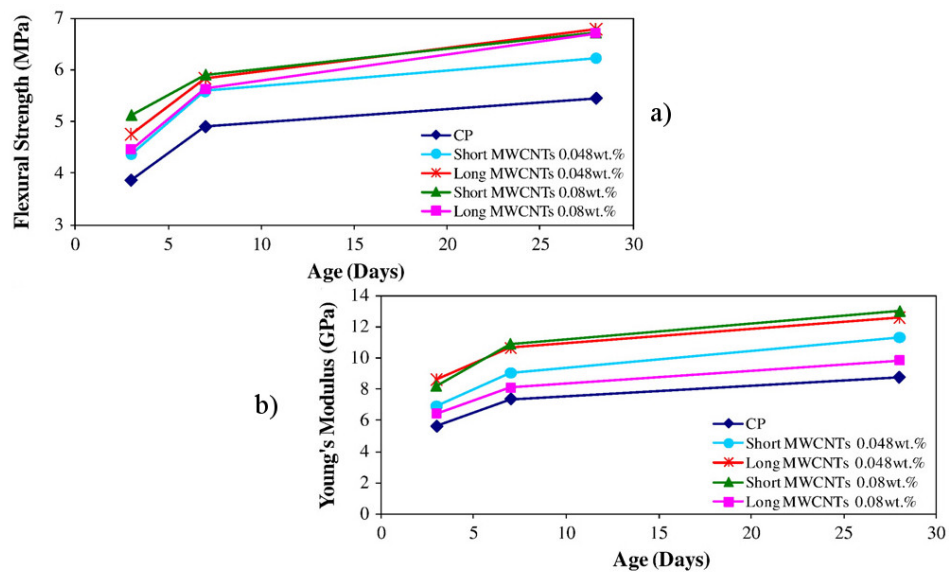 7
6
5
4
3
Flexural Strength (MPa)
CP
Short MWCNTs 0.048wt.%
Long MWCNTs 0.048wt.%
Short MWCNTs 0.08wt.%
Long MWCNTs 0.08wt.%
0 5 10 15 20 25 30
Age (Days)
a)
14
12
10
8
6
4
2
0
Young's Modulus (GPa)
b)
CP
Short MWCNTs 0.048wt.%
Long MWCNTs 0.048wt.%
Short MWCNTs 0.08wt.%
Long MWCNTs 0.08wt.%
0 5 10 15 20 25 30
Age (Days)